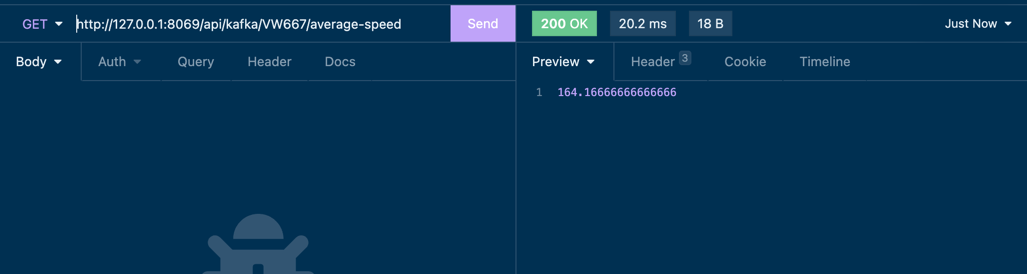 GET http://127.0.0.1:8069/api/kafka/VW667/average-speed Send 200 OK 20.2 ms 18 B Just Now
Body Auth Query Header Docs Preview Header 3 Cookie Timeline
1 164.16666666666666